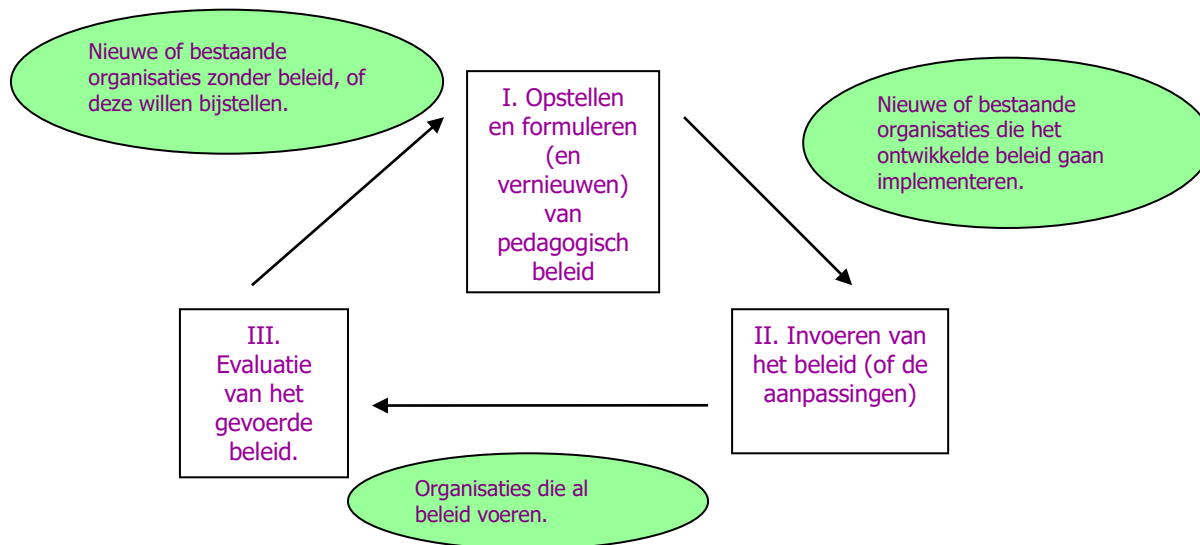 Nieuwe of bestaande
organisaties zonder beleid, of
deze willen bijstellen.
I. Opstellen
en formuleren
(en
vernieuwen)
van
pedagogisch
beleid
Nieuwe of bestaande
organisaties die het
ontwikkelde beleid gaan
implementeren.
III.
Evaluatie
van het
gevoerde
beleid.
II. Invoeren van
het beleid (of de
aanpassingen)
Organisaties die al
beleid voeren.